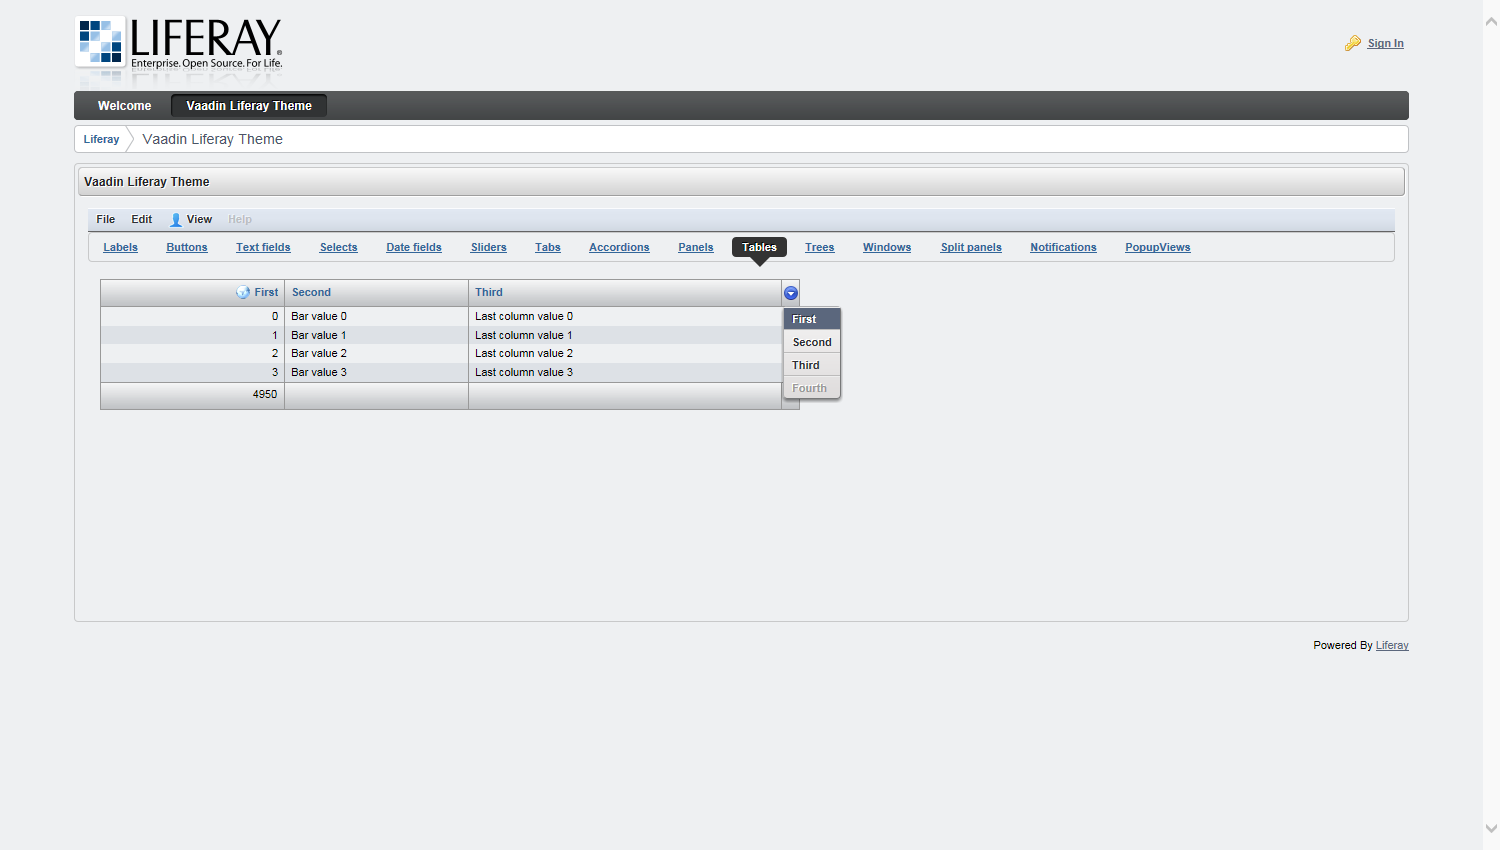 LIFERAY®
Enterprise. Open Source. For Life.
Sign In
Welcome Vaadin Liferay Theme
Liferay Vaadin Liferay Theme
Vaadin Liferay Theme
File Edit View Help
Labels Buttons Text fields Selects Date fields Sliders Tabs Accordions Panels Tables Trees Windows Split panels Notifications PopupViews
First Second Third
0 Bar value 0 Last column value 0
1 Bar value 1 Last column value 1
2 Bar value 2 Last column value 2
3 Bar value 3 Last column value 3
4950
First
Second
Third
Fourth
Powered By Liferay